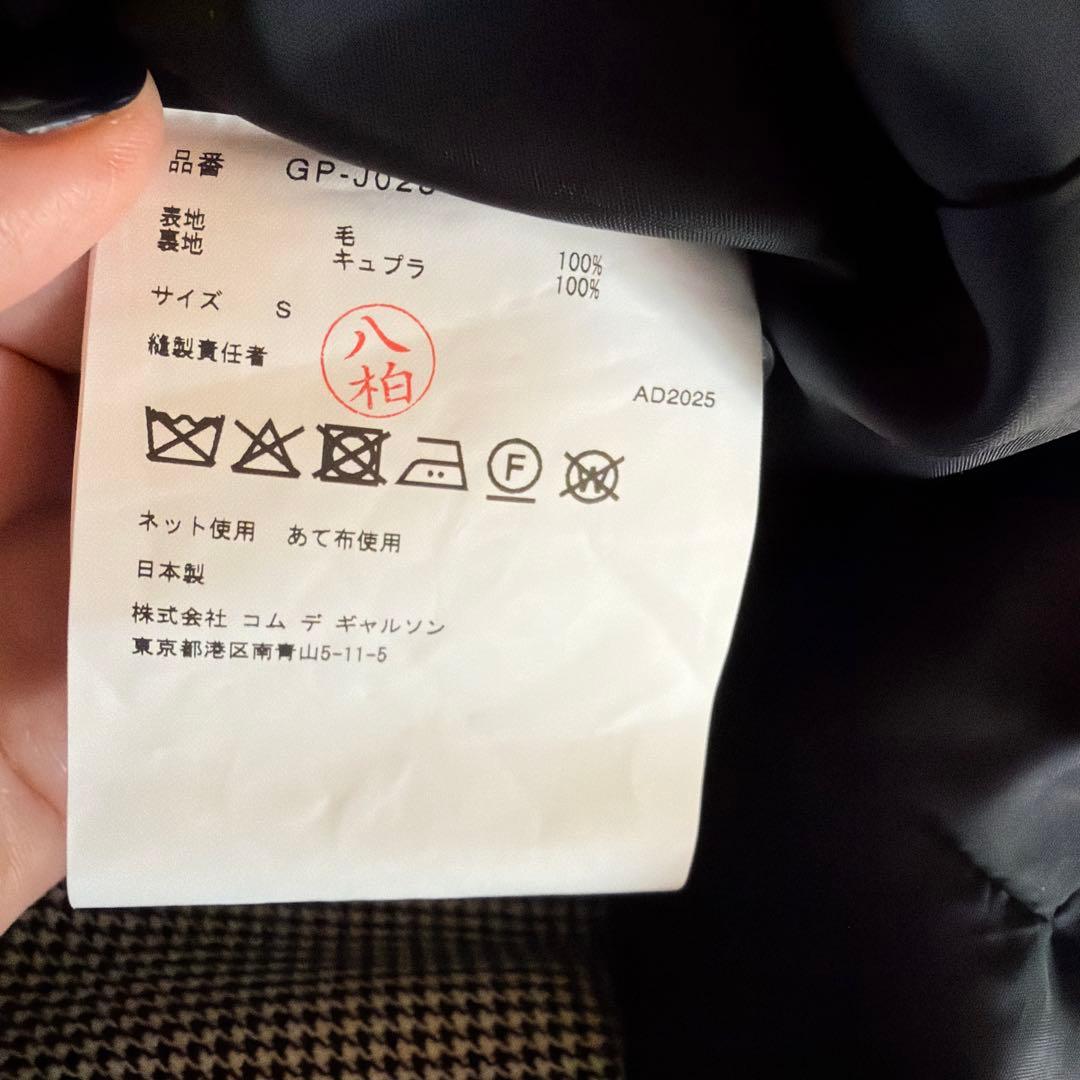 品番 GP-J028
表地 毛 100%
裏地 キュプラ 100%
サイズ S
縫製責任者 八柏
AD2025
F
W
ネット使用 あて布使用
日本製
株式会社 コム デ ギャルソン
東京都港区南青山5-11-5